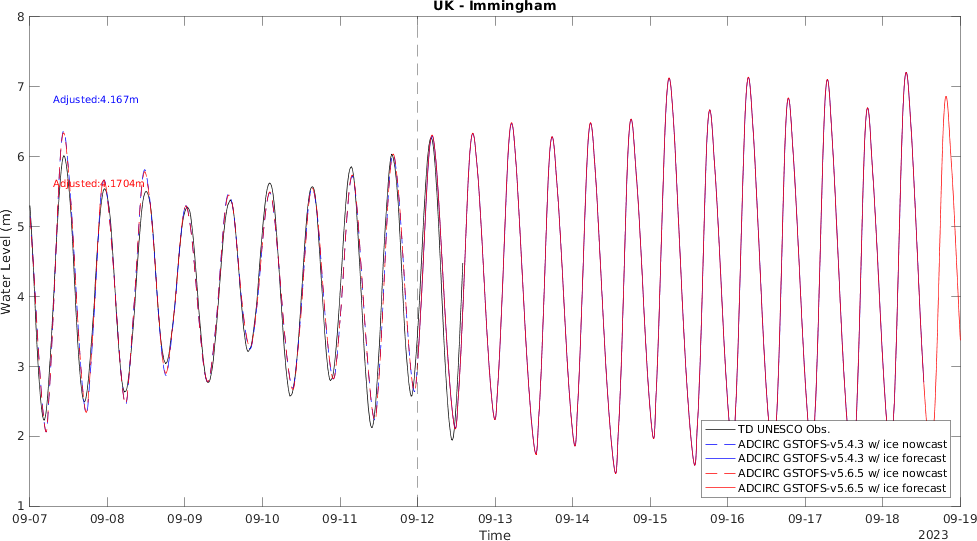 UK - Immingham
8
7
6
5
4
3
2
1
Water Level (m)
Adjusted:4.167m
Adjusted:4.1704m
TD UNESCO Obs.
ADCIRC GSTOFS-v5.4.3 w/ ice nowcast
ADCIRC GSTOFS-v5.4.3 w/ ice forecast
ADCIRC GSTOFS-v5.6.5 w/ ice nowcast
ADCIRC GSTOFS-v5.6.5 w/ ice forecast
09-07 09-08 09-09 09-10 09-11 09-12 09-13 09-14 09-15 09-16 09-17 09-18 09-19
Time
2023